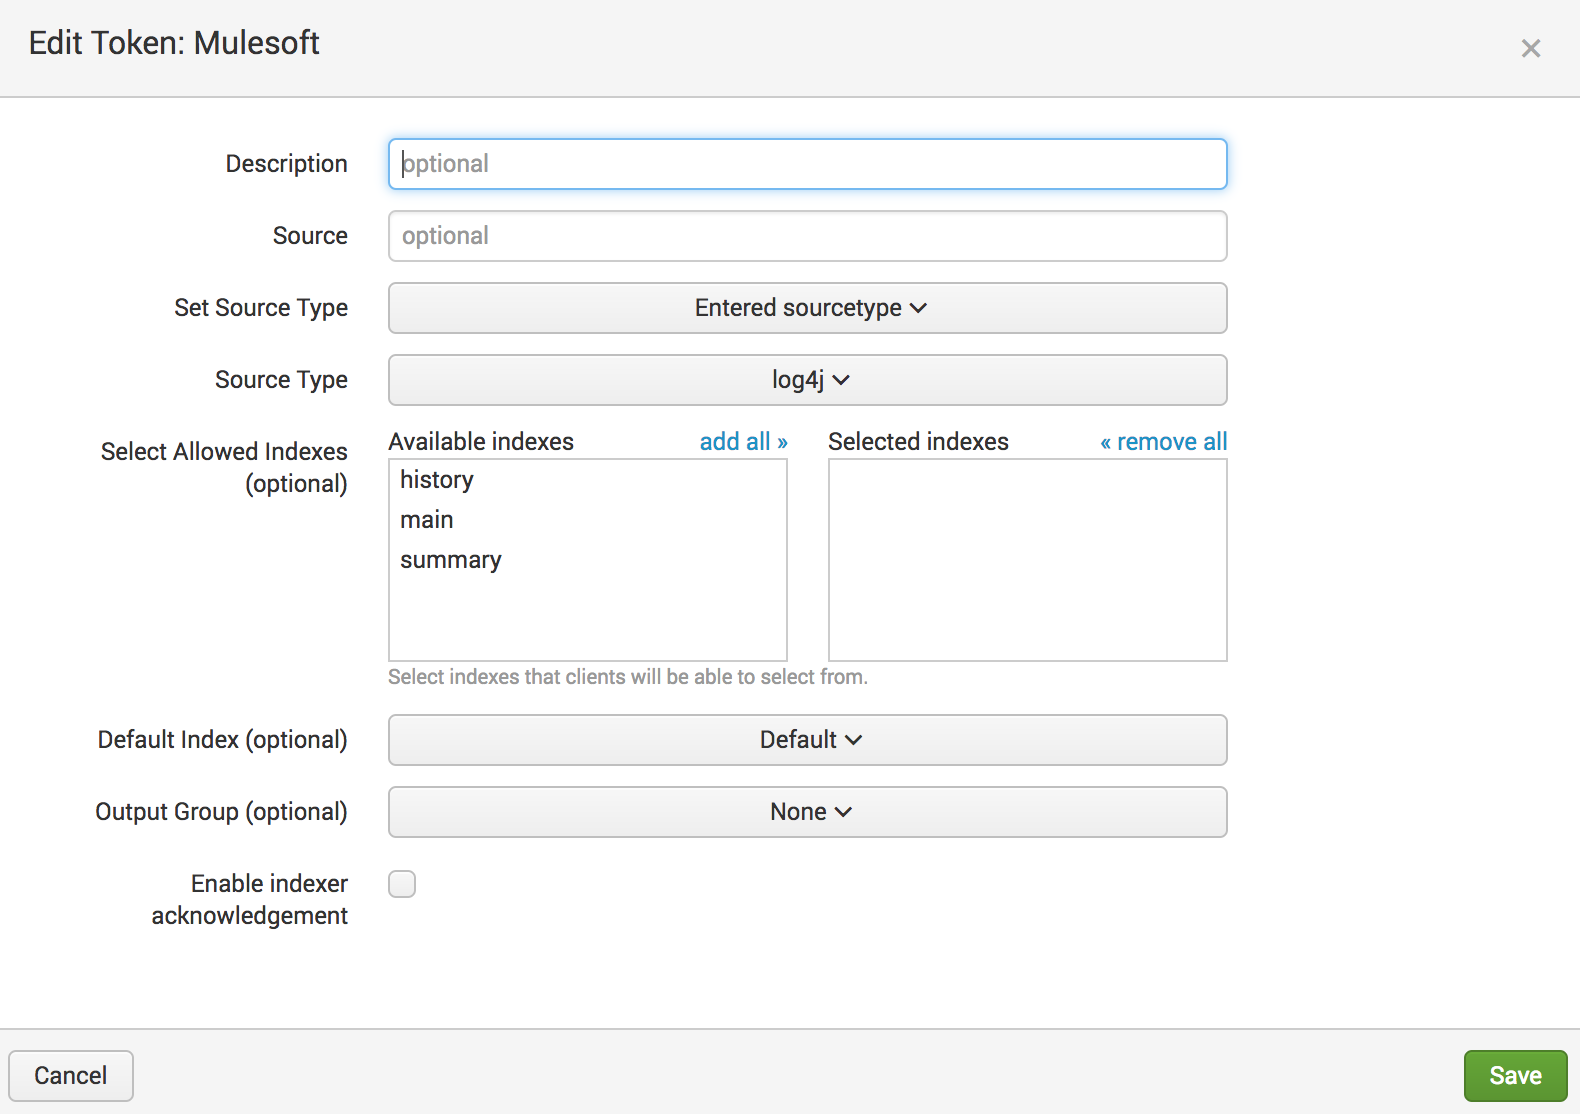 Edit Token: Mulesoft
×
Description
optional
Source
optional
Set Source Type
Entered sourcetype
Source Type
log4j
Select Allowed Indexes
(optional)
Available indexes
add all »
Selected indexes
« remove all
history
main
summary
Select indexes that clients will be able to select from.
Default Index (optional)
Default
Output Group (optional)
None
Enable indexer
acknowledgement
Cancel
Save